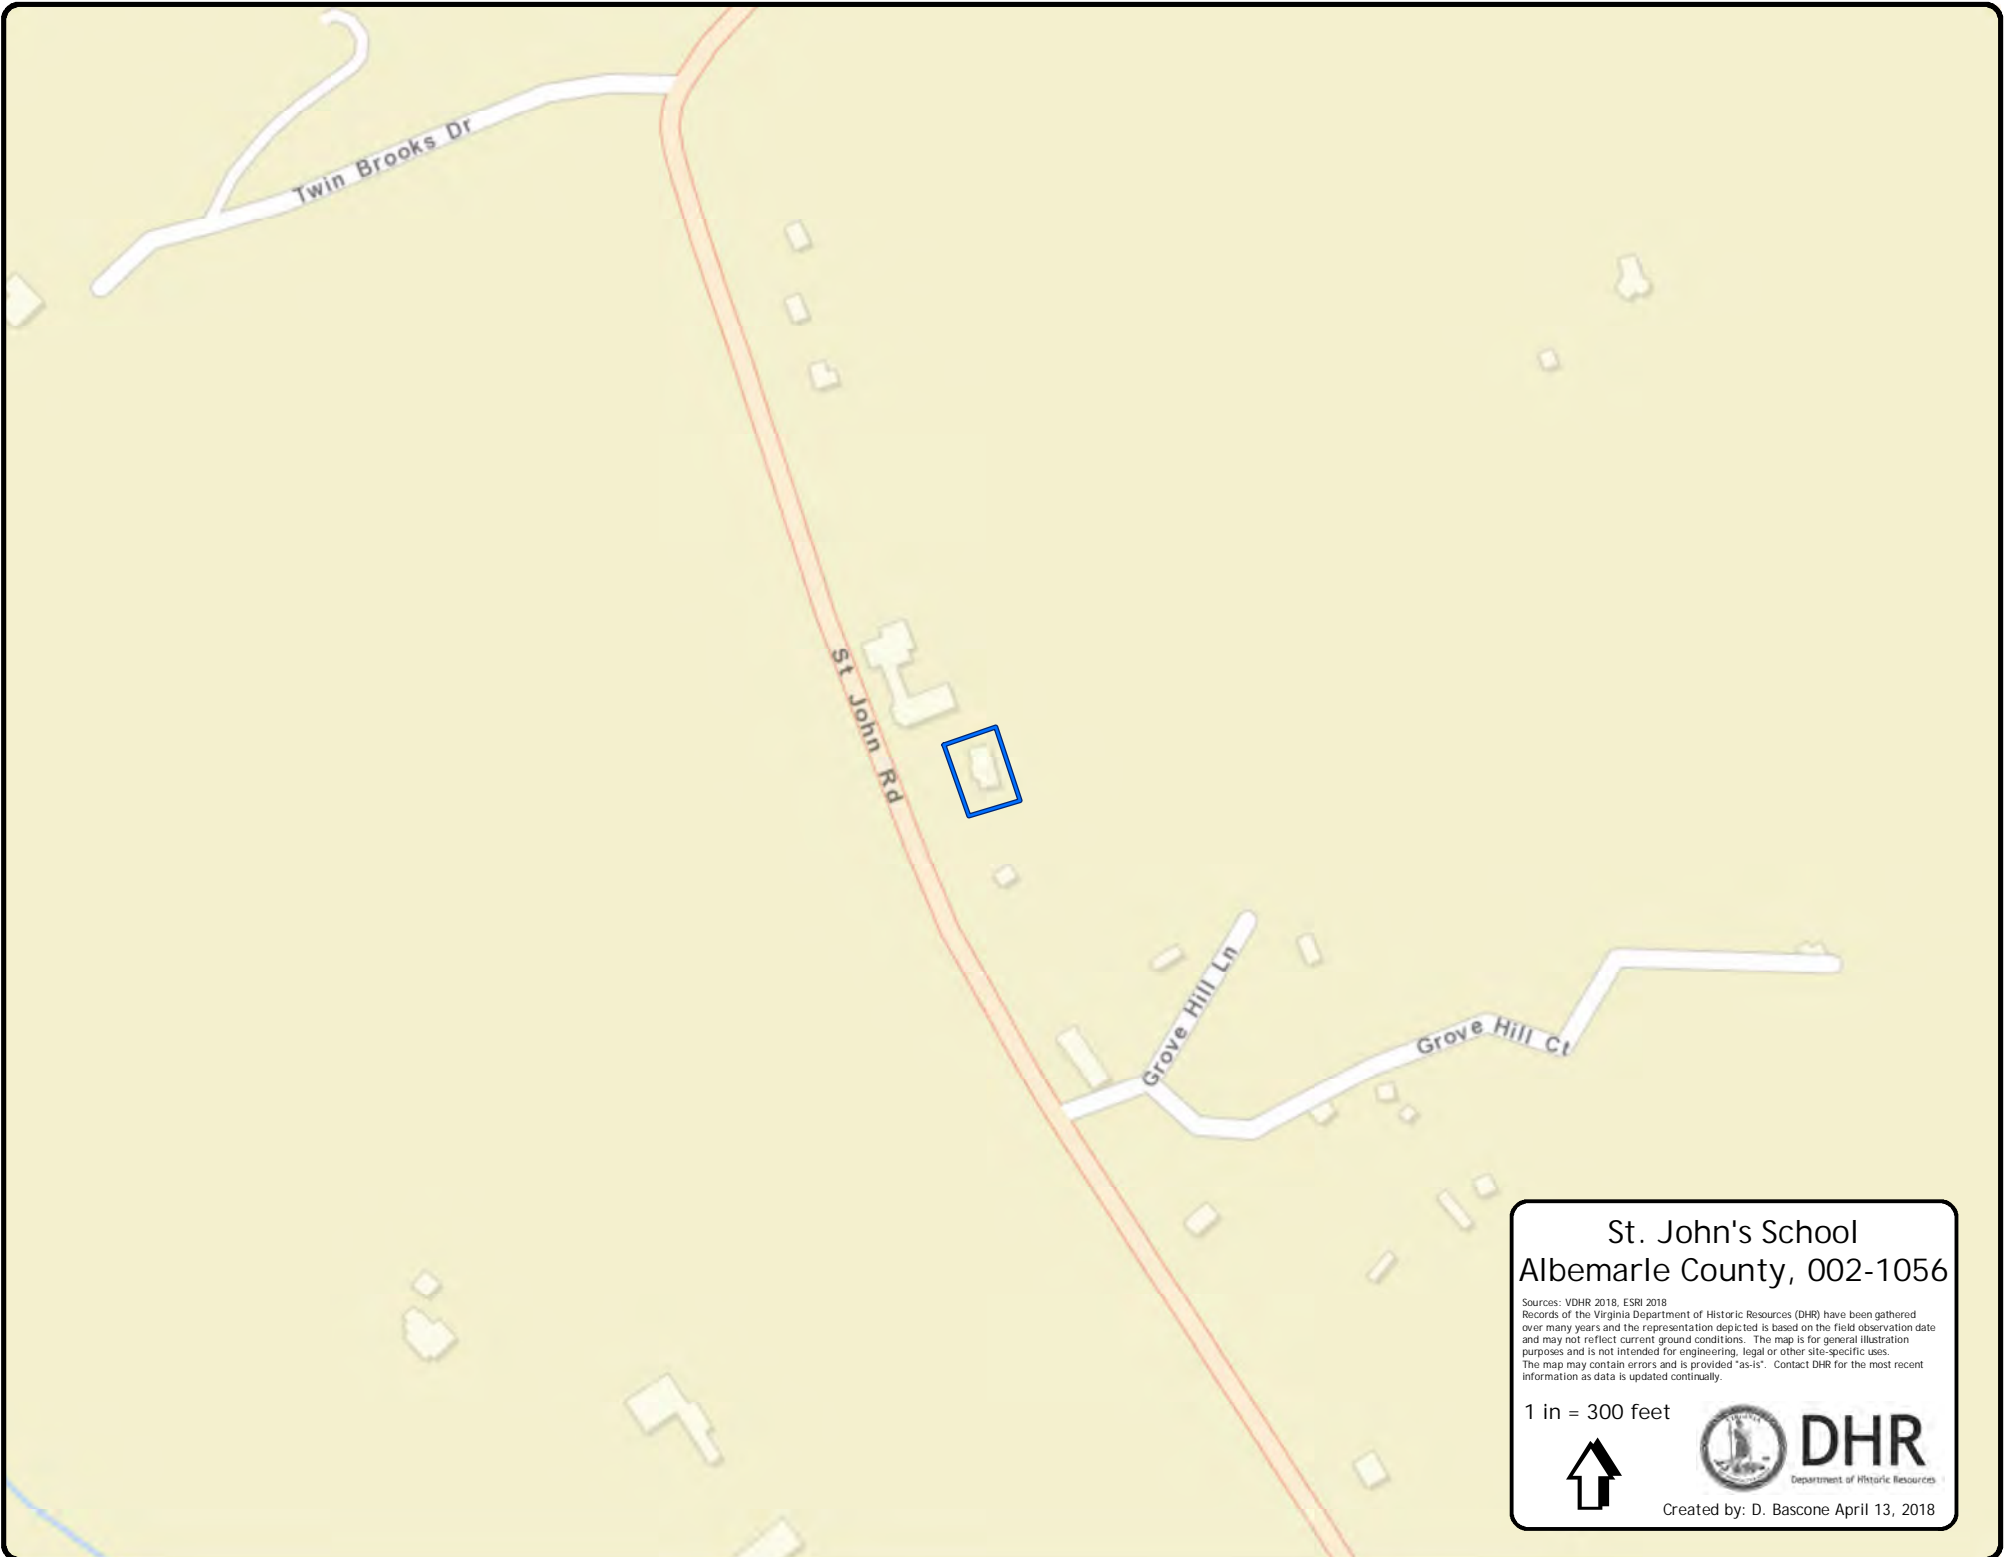 Twin Brooks Dr
St John Rd
Grove Hill Ln
Grove Hill Ct
St. John's School
Albemarle County, 002-1056
Sources: VDHR 2018, ESRI 2018
Records of the Virginia Department of Historic Resources (DHR) have been gathered
over many years and the representation depicted is based on the field observation date
and may not reflect current ground conditions. The map is for general illustration
purposes and is not intended for engineering, legal or other site-specific uses.
The map may contain errors and is provided "as-is". Contact DHR for the most recent
information as data is updated continually.
1 in = 300 feet
VIRGINIA
DHR
Department of Historic Resources
Created by: D. Bascone April 13, 2018